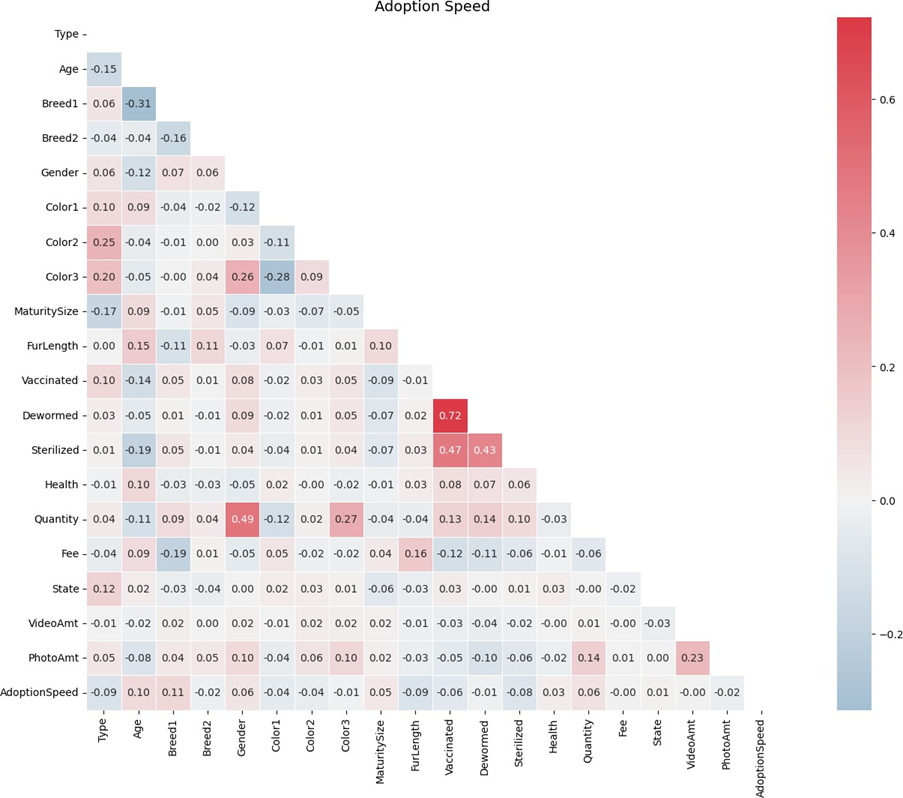 Adoption Speed
Type
Age -0.15
Breed1 0.06 -0.31
Breed2 -0.04 -0.04 -0.16
Gender 0.06 -0.12 0.07 0.06
Color1 0.10 0.09 -0.04 -0.02 -0.12
Color2 0.25 -0.04 -0.01 0.00 0.03 -0.11
Color3 0.20 -0.05 -0.00 0.04 0.26 -0.28 0.09
MaturitySize -0.17 0.09 -0.01 0.05 -0.09 -0.03 -0.07 -0.05
FurLength 0.00 0.15 -0.11 0.11 -0.03 0.07 -0.01 0.01 0.10
Vaccinated 0.10 -0.14 0.05 0.01 0.08 -0.02 0.03 0.05 -0.09 -0.01
Dewormed 0.03 -0.05 0.01 -0.01 0.09 -0.02 0.01 0.05 -0.07 0.02 0.72
Sterilized 0.01 -0.19 0.05 -0.01 0.04 -0.04 0.01 0.04 -0.07 0.03 0.47 0.43
Health -0.01 0.10 -0.03 -0.03 -0.05 0.02 -0.00 -0.02 -0.01 0.03 0.08 0.07 0.06
Quantity 0.04 -0.11 0.09 0.04 0.49 -0.12 0.02 0.27 -0.04 -0.04 0.13 0.14 0.10 -0.03
Fee -0.04 0.09 -0.19 0.01 -0.05 0.05 -0.02 -0.02 0.04 0.16 -0.12 -0.11 -0.06 -0.01 -0.06
State 0.12 0.02 -0.03 -0.04 0.00 0.02 0.03 0.01 -0.06 -0.03 0.03 -0.00 0.01 0.03 -0.00 -0.02
VideoAmt -0.01 -0.02 0.02 0.00 0.02 -0.01 0.02 0.02 0.02 -0.01 -0.03 -0.04 -0.02 -0.00 0.01 -0.00 -0.03
PhotoAmt 0.05 -0.08 0.04 0.05 0.10 -0.04 0.06 0.10 0.02 -0.03 -0.05 -0.10 -0.06 -0.02 0.14 0.01 0.00 0.23
AdoptionSpeed -0.09 0.10 0.11 -0.02 0.06 -0.04 -0.04 -0.01 0.05 -0.09 -0.06 -0.01 -0.08 0.03 0.06 -0.00 0.01 -0.00 -0.02
Type Age Breed1 Breed2 Gender Color1 Color2 Color3 MaturitySize FurLength Vaccinated Dewormed Sterilized Health Quantity Fee State VideoAmt PhotoAmt AdoptionSpeed
0.6
0.4
0.2
0.0
−0.2